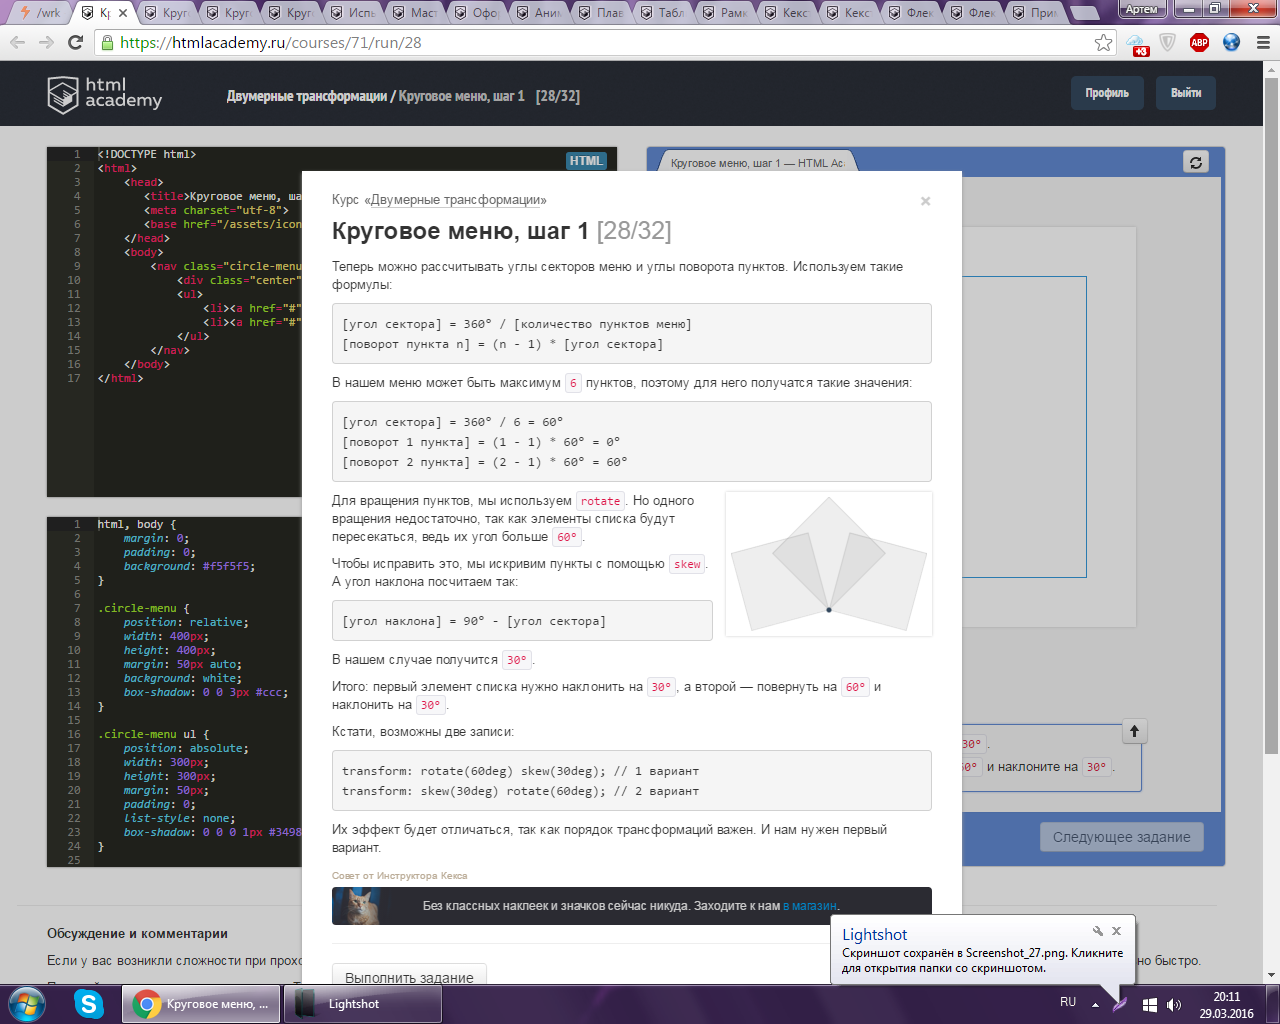 /wrk
Кр
Круг
Круг
Круг
Испы
Маст
Офор
Аним
Плав
Табл
Рамк
Кекс
Кекс
Флек
Флек
Прим
Артем
https://htmlacademy.ru/courses/71/run/28
+3
ABP
html
academy
Двумерные трансформации / Круговое меню, шаг 1 [28/32]
Профиль
Выйти
HTML
1 <!DOCTYPE html>
2 <html>
3 <head>
4 <title>Круговое меню, ша
5 <meta charset="utf-8">
6 <base href="/assets/icon
7 </head>
8 <body>
9 <nav class="circle-menu
10 <div class="center"
11 <ul>
12 <li><a href="#"
13 <li><a href="#"
14 </ul>
15 </nav>
16 </body>
17 </html>
1 html, body {
2 margin: 0;
3 padding: 0;
4 background: #f5f5f5;
5 }
6
7 .circle-menu {
8 position: relative;
9 width: 400px;
10 height: 400px;
11 margin: 50px auto;
12 background: white;
13 box-shadow: 0 0 3px #ccc;
14 }
15
16 .circle-menu ul {
17 position: absolute;
18 width: 300px;
19 height: 300px;
20 margin: 50px;
21 padding: 0;
22 list-style: none;
23 box-shadow: 0 0 0 1px #3498
24 }
25
Круговое меню, шаг 1 — HTML Ac
Курс «Двумерные трансформации»
Круговое меню, шаг 1 [28/32]
Теперь можно рассчитывать углы секторов меню и углы поворота пунктов. Используем такие
формулы:
[угол сектора] = 360° / [количество пунктов меню]
[поворот пункта n] = (n - 1) * [угол сектора]
В нашем меню может быть максимум 6 пунктов, поэтому для него получатся такие значения:
[угол сектора] = 360° / 6 = 60°
[поворот 1 пункта] = (1 - 1) * 60° = 0°
[поворот 2 пункта] = (2 - 1) * 60° = 60°
Для вращения пунктов, мы используем rotate. Но одного
вращения недостаточно, так как элементы списка будут
пересекаться, ведь их угол больше 60°.
Чтобы исправить это, мы искривим пункты с помощью skew.
А угол наклона посчитаем так:
[угол наклона] = 90° - [угол сектора]
В нашем случае получится 30°.
Итого: первый элемент списка нужно наклонить на 30°, а второй — повернуть на 60° и
наклонить на 30°.
Кстати, возможны две записи:
transform: rotate(60deg) skew(30deg); // 1 вариант
transform: skew(30deg) rotate(60deg); // 2 вариант
Их эффект будет отличаться, так как порядок трансформаций важен. И нам нужен первый
вариант.
Совет от Инструктора Кекса
Без классных наклеек и значков сейчас никуда. Заходите к нам в магазин.
Выполнить задание
30°.
60° и наклоните на 30°.
Следующее задание
Обсуждение и комментарии
Если у вас возникли сложности при прохо
но быстро.
Lightshot
Скриншот сохранён в Screenshot_27.png. Кликните
для открытия папки со скриншотом.
Круговое меню, ...
Lightshot
RU
20:11
29.03.2016